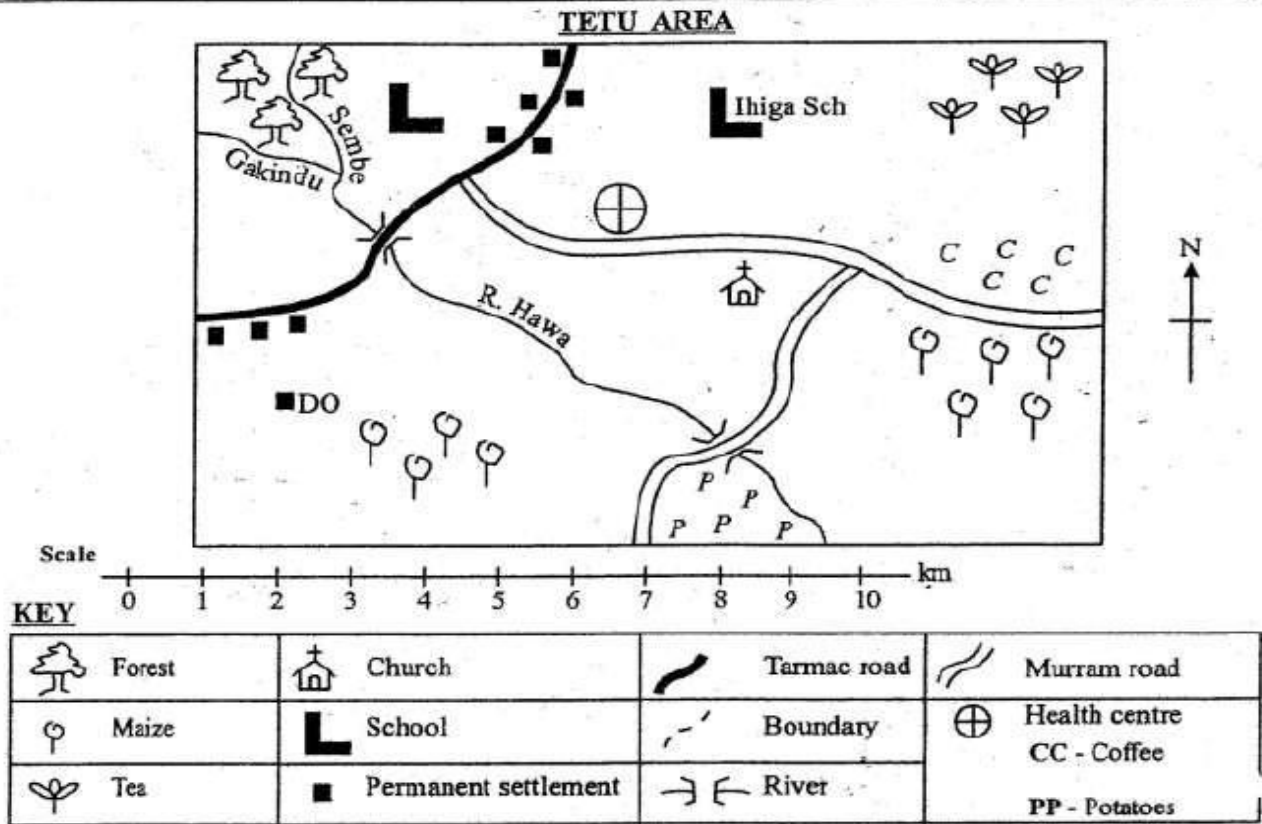 TETU AREA
Sembe
Gakindu
Ihiga Sch
R. Hawa
C C C
C C
N
DO
P
P
P P P
Scale
km
0 1 2 3 4 5 6 7 8 9 10
KEY
Forest Church Tarmac road Murram road
Maize School Boundary Health centre
CC - Coffee
Tea Permanent settlement River
PP - Potatoes